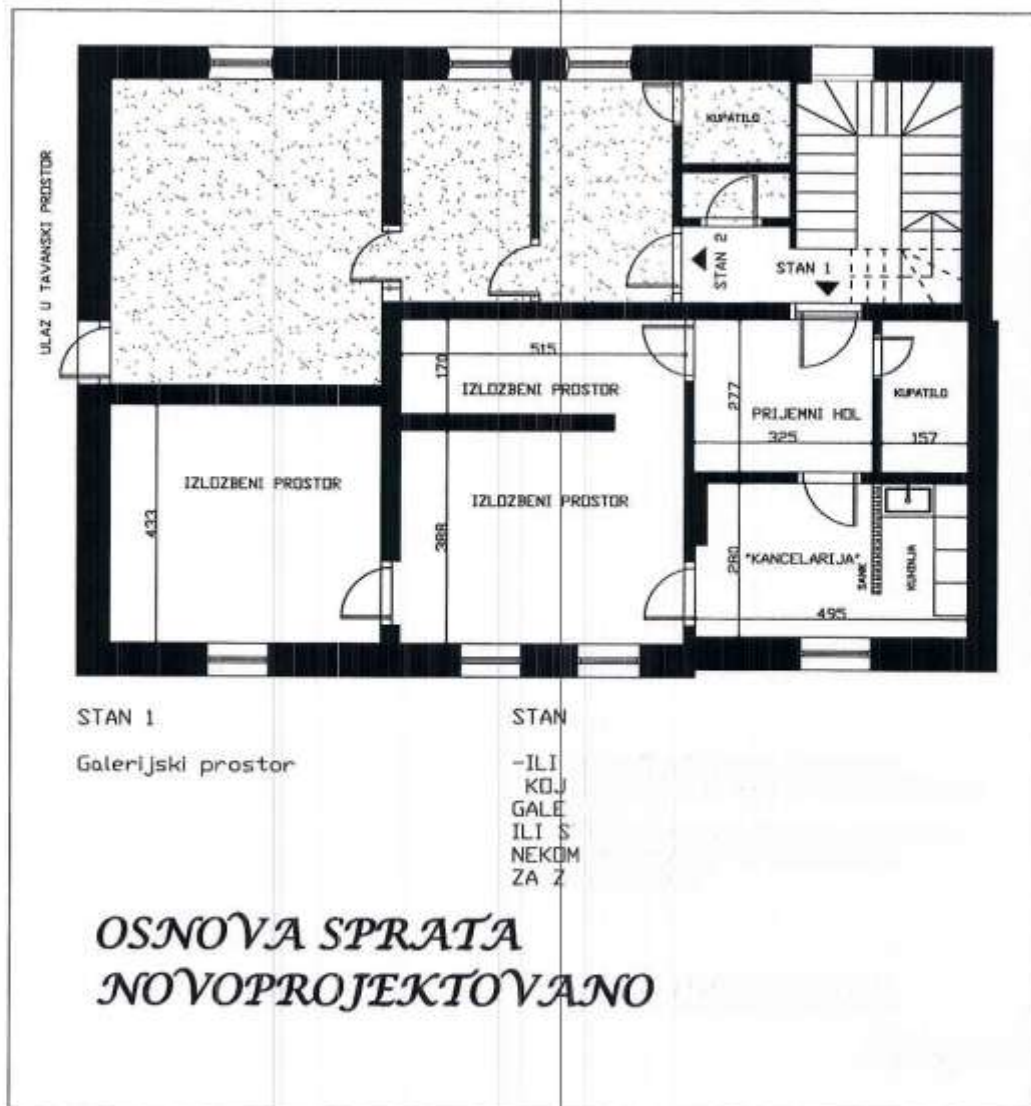 ULAZ U TAVANSKI PROSTOR
KUPATILO
STAN 2
STAN 1
515
170
IZLOZBENI PROSTOR
277
PRIJEMNI HOL
325
KUPATILO
157
IZLOZBENI PROSTOR
433
IZLOZBENI PROSTOR
388
280
"KANCELARIJA"
SANK
KUHINJA
495
STAN 1
Galerijski prostor
STAN
-ILI
KOJ
GALE
ILI S
NEKOM
ZA Z
OSNOVA SPRATA
NOVOPROJEKTOVANO